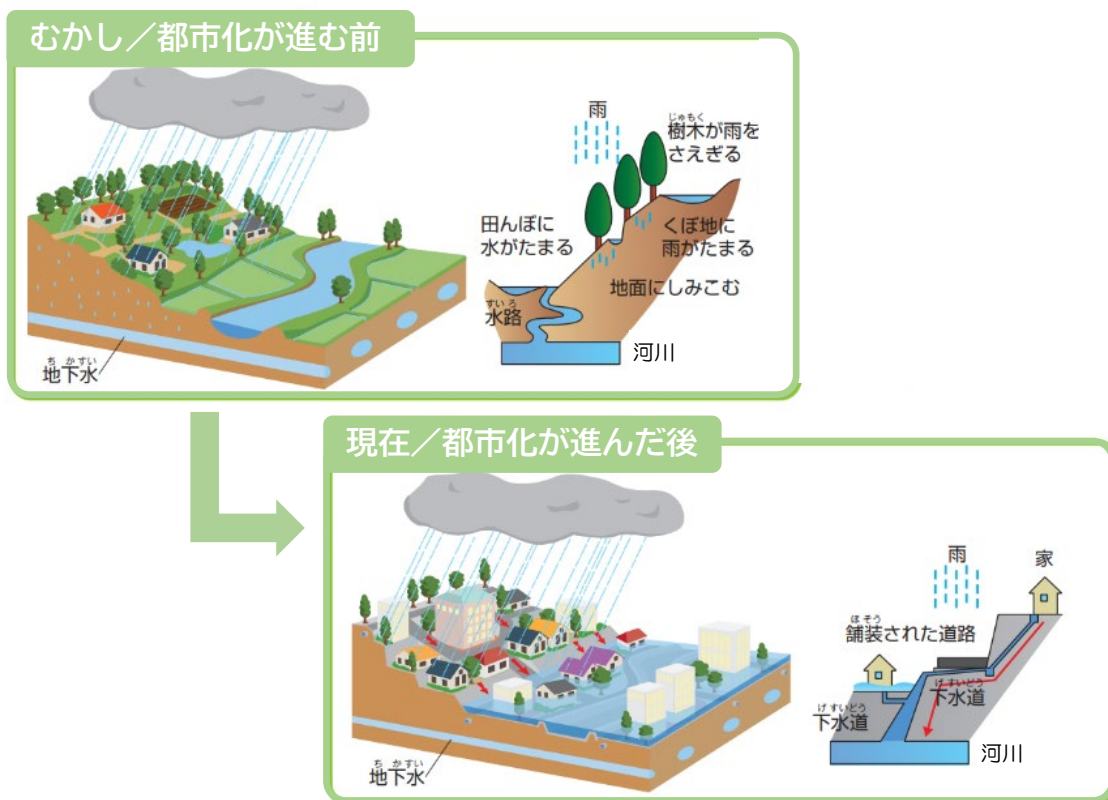 むかし／都市化が進む前
雨
じゅもく
樹木が雨を
さえぎる
田んぼに
水がたまる
くぼ地に
雨がたまる
地面にしみこむ
すいろ
水路
河川
ちかすい
地下水
現在／都市化が進んだ後
雨
家
ほそう
舗装された道路
げすいどう
下水道
げすいどう
下水道
河川
ちかすい
地下水